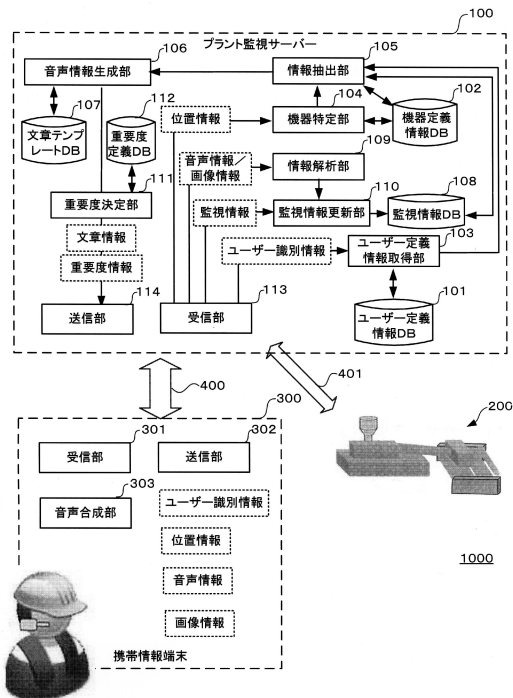 100
プラント監視サーバー
106
音声情報生成部
105
情報抽出部
107
文章テンプ
レートDB
112
重要度
定義DB
位置情報
104
機器特定部
102
機器定義
情報DB
音声情報／
画像情報
109
情報解析部
111
重要度決定部
監視情報
110
監視情報更新部
108
監視情報DB
文章情報
重要度情報
ユーザー識別情報
103
ユーザー定義
情報取得部
114
送信部
113
受信部
101
ユーザー定義
情報DB
400
401
300
200
301
受信部
302
送信部
303
音声合成部
ユーザー識別情報
位置情報
音声情報
画像情報
携帯情報端末
1000